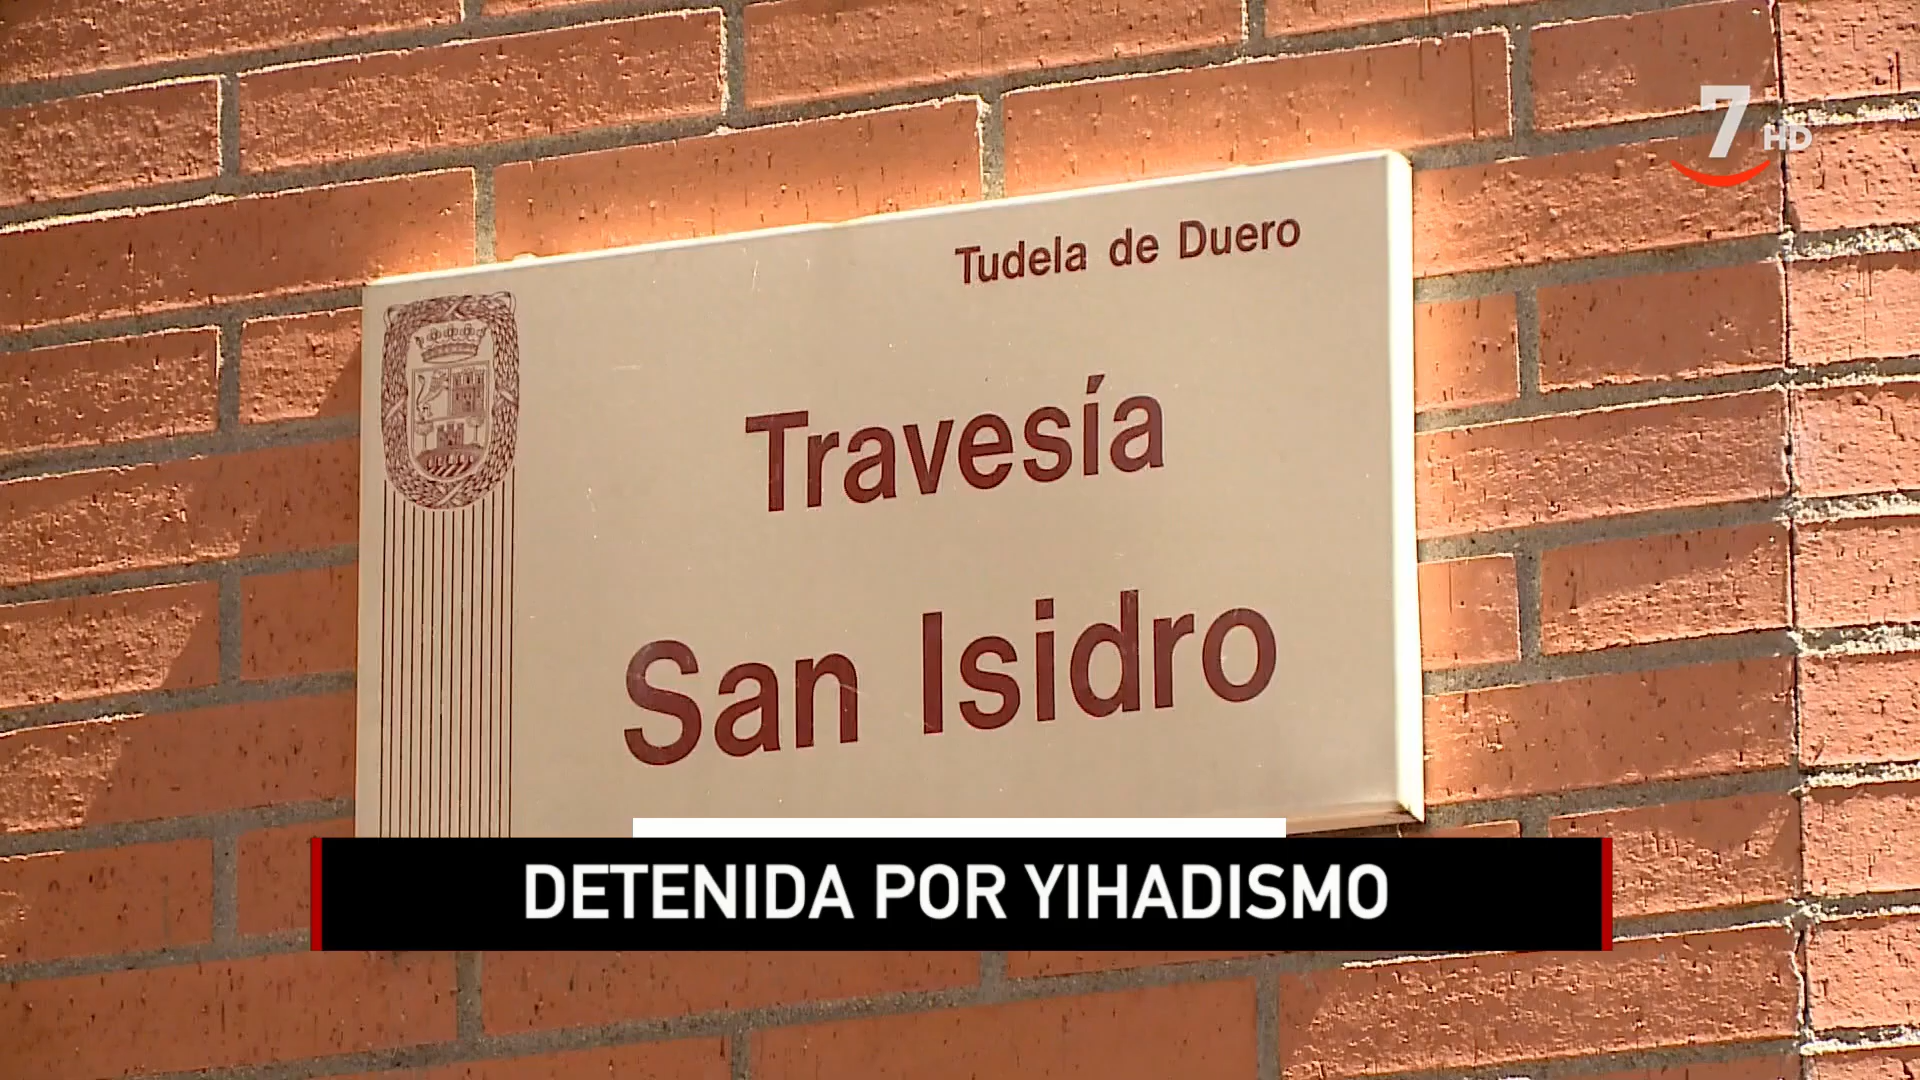 7 HD
Tudela de Duero
Travesía
San Isidro
DETENIDA POR YIHADISMO